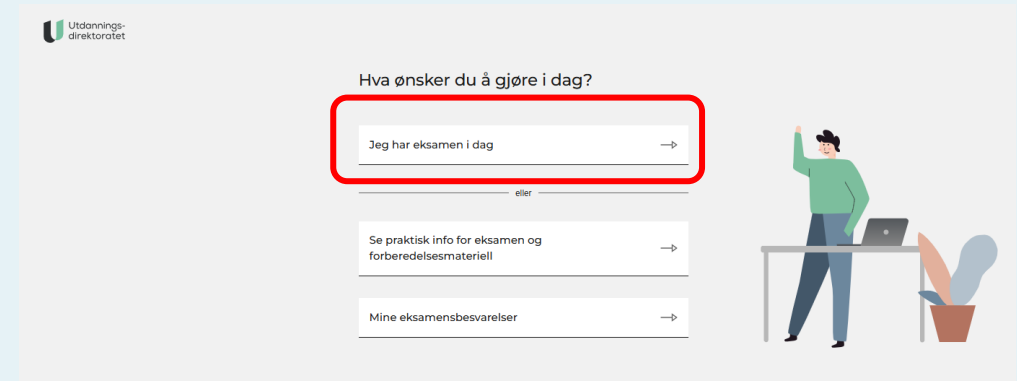 Utdannings-
direktoratet
Hva ønsker du å gjøre i dag?
Jeg har eksamen i dag
eller
Se praktisk info for eksamen og
forberedelsesmateriell
Mine eksamensbesvarelser